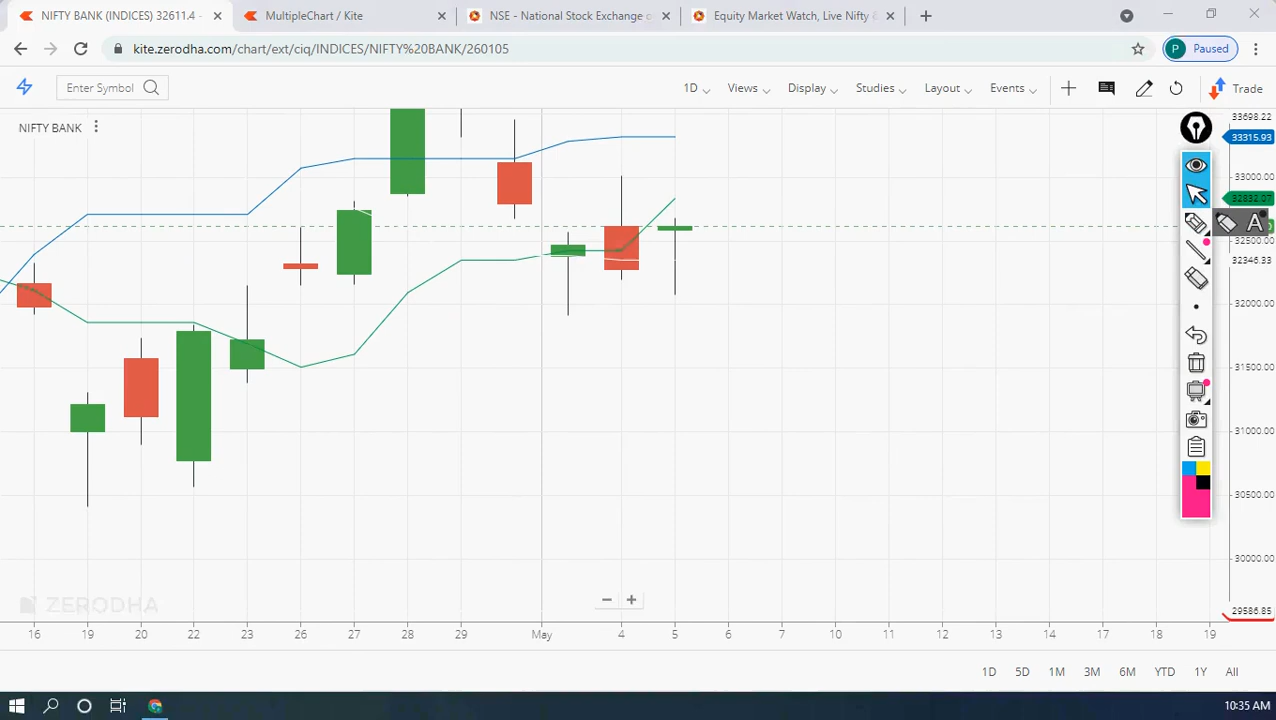 NIFTY BANK (INDICES) 32611.4 -
MultipleChart / Kite
NSE - National Stock Exchange o
Equity Market Watch, Live Nifty &
kite.zerodha.com/chart/ext/ciq/INDICES/NIFTY%20BANK/260105
P Paused
Enter Symbol
1D Views Display Studies Layout Events Trade
NIFTY BANK
33698.22
33315.93
33000.00
32832.07
A
32500.00
32346.33
32000.00
31500.00
31000.00
30500.00
30000.00
29586.85
ZERODHA
16 19 20 22 23 26 27 28 29 May 4 5 6 7 10 11 12 13 14 17 18 19
1D 5D 1M 3M 6M YTD 1Y All
10:35 AM